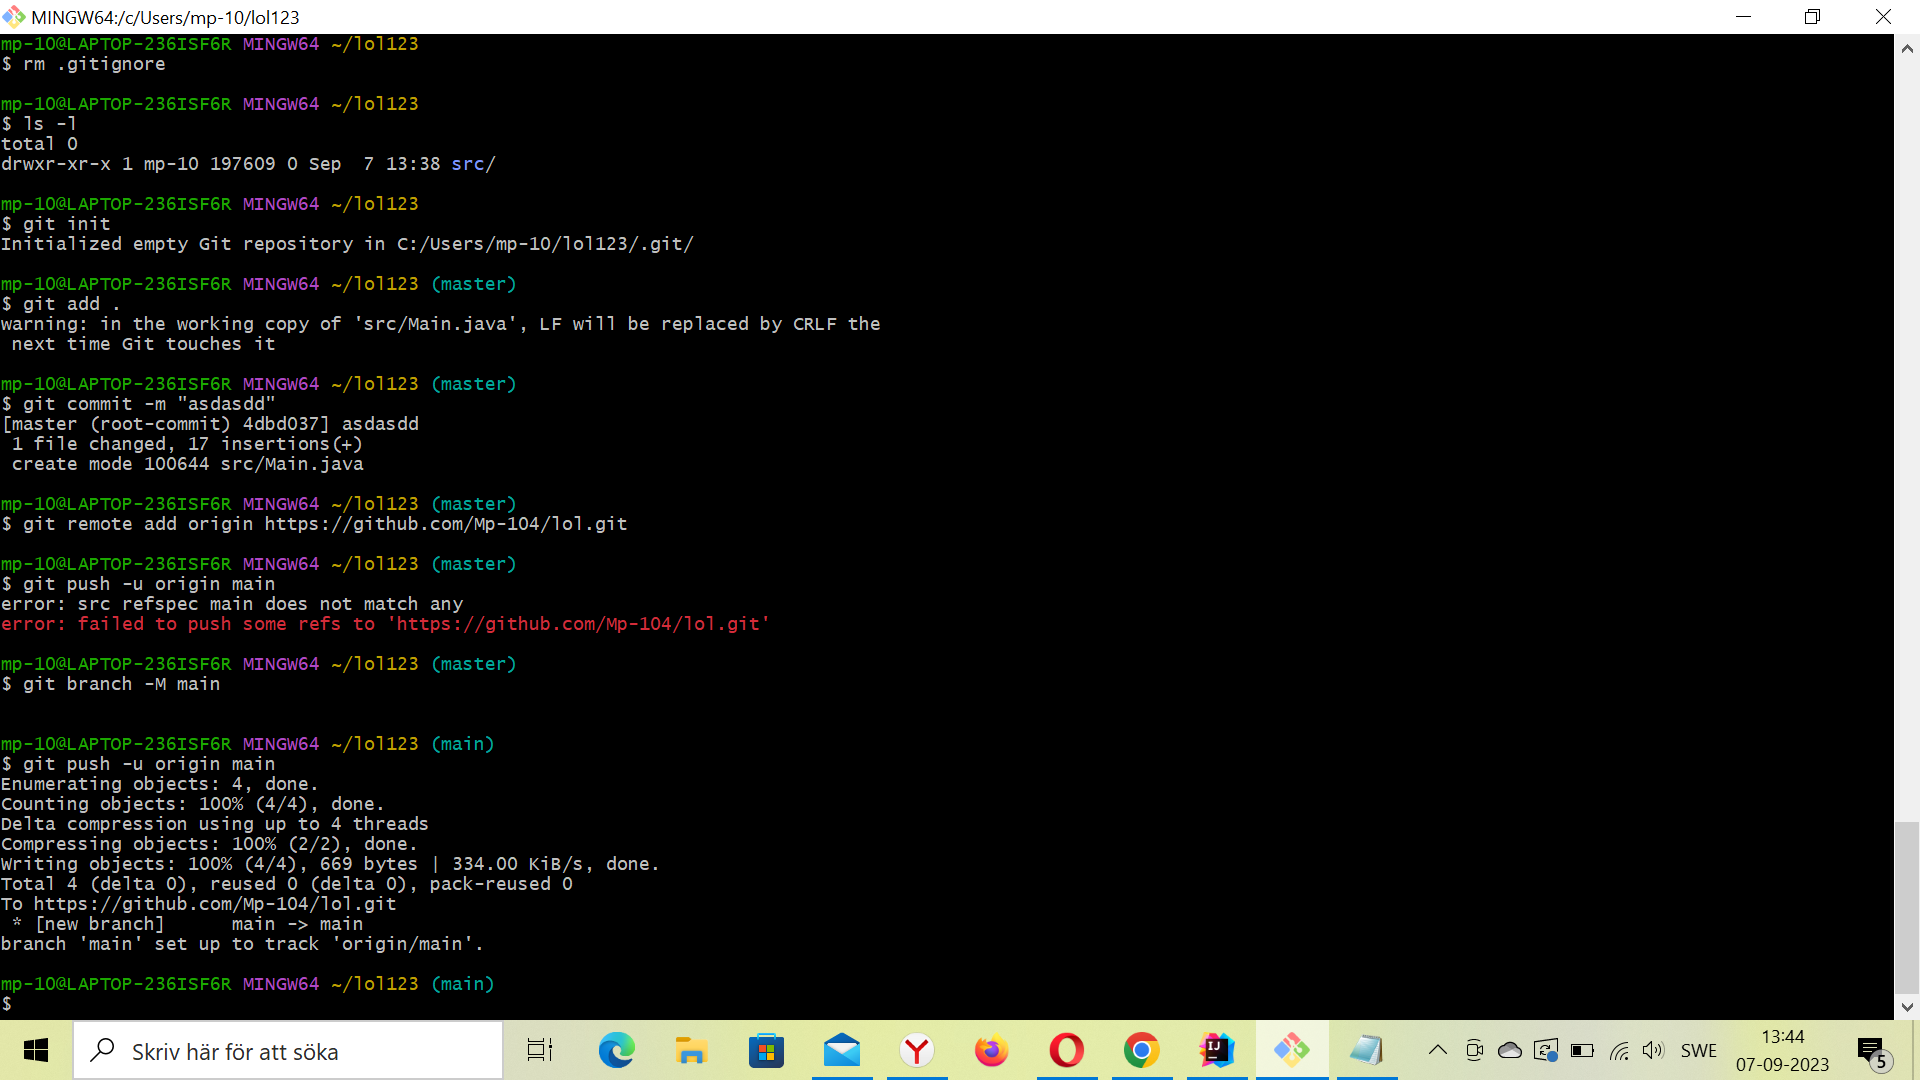 MINGW64:/c/Users/mp-10/lol123
mp-10@LAPTOP-236ISF6R MINGW64 ~/lol123
$ rm .gitignore
mp-10@LAPTOP-236ISF6R MINGW64 ~/lol123
$ ls -l
total 0
drwxr-xr-x 1 mp-10 197609 0 Sep  7 13:38 src/
mp-10@LAPTOP-236ISF6R MINGW64 ~/lol123
$ git init
Initialized empty Git repository in C:/Users/mp-10/lol123/.git/
mp-10@LAPTOP-236ISF6R MINGW64 ~/lol123 (master)
$ git add .
warning: in the working copy of 'src/Main.java', LF will be replaced by CRLF the
 next time Git touches it
mp-10@LAPTOP-236ISF6R MINGW64 ~/lol123 (master)
$ git commit -m "asdasdd"
[master (root-commit) 4dbd037] asdasdd
 1 file changed, 17 insertions(+)
 create mode 100644 src/Main.java
mp-10@LAPTOP-236ISF6R MINGW64 ~/lol123 (master)
$ git remote add origin https://github.com/Mp-104/lol.git
mp-10@LAPTOP-236ISF6R MINGW64 ~/lol123 (master)
$ git push -u origin main
error: src refspec main does not match any
error: failed to push some refs to 'https://github.com/Mp-104/lol.git'
mp-10@LAPTOP-236ISF6R MINGW64 ~/lol123 (master)
$ git branch -M main
mp-10@LAPTOP-236ISF6R MINGW64 ~/lol123 (main)
$ git push -u origin main
Enumerating objects: 4, done.
Counting objects: 100% (4/4), done.
Delta compression using up to 4 threads
Compressing objects: 100% (2/2), done.
Writing objects: 100% (4/4), 669 bytes | 334.00 KiB/s, done.
Total 4 (delta 0), reused 0 (delta 0), pack-reused 0
To https://github.com/Mp-104/lol.git
 * [new branch]      main -> main
branch 'main' set up to track 'origin/main'.
mp-10@LAPTOP-236ISF6R MINGW64 ~/lol123 (main)
$
Skriv här för att söka
IJ
SWE
13:44
07-09-2023
5